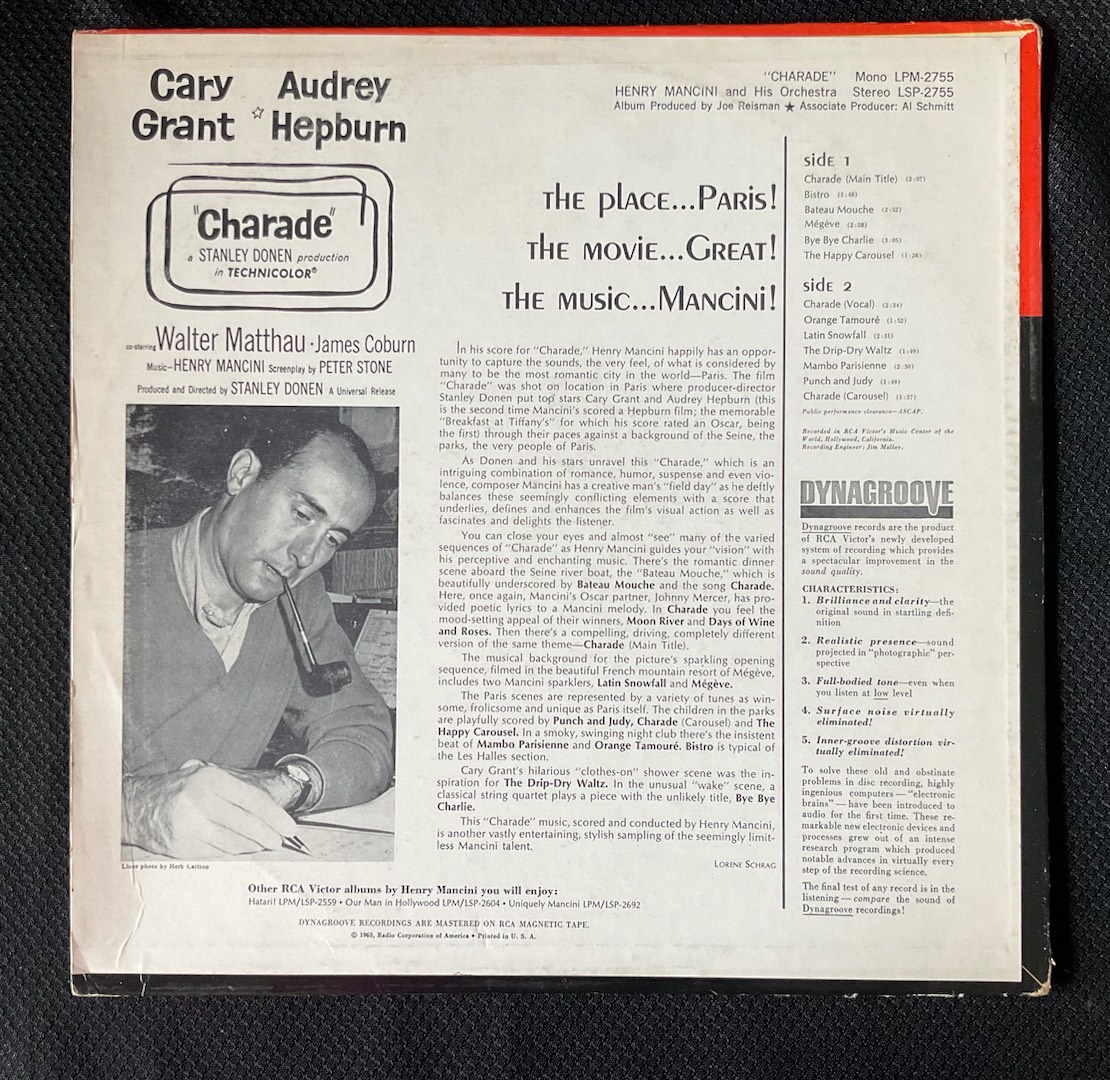 Cary Audrey
Grant ☆ Hepburn
"Charade"
a STANLEY DONEN production
in TECHNICOLOR®
co-starring Walter Matthau · James Coburn
Music–HENRY MANCINI Screenplay by PETER STONE
Produced and Directed by STANLEY DONEN A Universal Release
Liner photo by Herb Carlton
"CHARADE" Mono LPM-2755
HENRY MANCINI and His Orchestra Stereo LSP-2755
Album Produced by Joe Reisman ★ Associate Producer: Al Schmitt
THE PLACE...PARIS!
THE MOVIE...GREAT!
THE MUSIC...MANCINI!
In his score for "Charade," Henry Mancini happily has an oppor-
tunity to capture the sounds, the very feel, of what is considered by
many to be the most romantic city in the world—Paris. The film
"Charade" was shot on location in Paris where producer-director
Stanley Donen put top stars Cary Grant and Audrey Hepburn (this
is the second time Mancini's scored a Hepburn film; the memorable
"Breakfast at Tiffany's" for which his score rated an Oscar, being
the first) through their paces against a background of the Seine, the
parks, the very people of Paris.
As Donen and his stars unravel this "Charade," which is an
intriguing combination of romance, humor, suspense and even vio-
lence, composer Mancini has a creative man's "field day" as he deftly
balances these seemingly conflicting elements with a score that
underlies, defines and enhances the film's visual action as well as
fascinates and delights the listener.
You can close your eyes and almost "see" many of the varied
sequences of "Charade" as Henry Mancini guides your "vision" with
his perceptive and enchanting music. There's the romantic dinner
scene aboard the Seine river boat, the "Bateau Mouche," which is
beautifully underscored by Bateau Mouche and the song Charade.
Here, once again, Mancini's Oscar partner, Johnny Mercer, has pro-
vided poetic lyrics to a Mancini melody. In Charade you feel the
mood-setting appeal of their winners, Moon River and Days of Wine
and Roses. Then there's a compelling, driving, completely different
version of the same theme—Charade (Main Title).
The musical background for the picture's sparkling opening
sequence, filmed in the beautiful French mountain resort of Mégève,
includes two Mancini sparklers, Latin Snowfall and Mégève.
The Paris scenes are represented by a variety of tunes as win-
some, frolicsome and unique as Paris itself. The children in the parks
are playfully scored by Punch and Judy, Charade (Carousel) and The
Happy Carousel. In a smoky, swinging night club there's the insistent
beat of Mambo Parisienne and Orange Tamouré. Bistro is typical of
the Les Halles section.
Cary Grant's hilarious "clothes-on" shower scene was the in-
spiration for The Drip-Dry Waltz. In the unusual "wake" scene, a
classical string quartet plays a piece with the unlikely title, Bye Bye
Charlie.
This "Charade" music, scored and conducted by Henry Mancini,
is another vastly entertaining, stylish sampling of the seemingly limit-
less Mancini talent.
LORENE SCHRAG
side 1
Charade (Main Title) (2:07)
Bistro (1:48)
Bateau Mouche (2:52)
Mégève (2:38)
Bye Bye Charlie (3:05)
The Happy Carousel (1:28)
side 2
Charade (Vocal) (2:34)
Orange Tamouré (1:52)
Latin Snowfall (2:31)
The Drip-Dry Waltz (1:49)
Mambo Parisienne (2:50)
Punch and Judy (1:49)
Charade (Carousel) (1:37)
Public performance clearance—ASCAP.
Recorded in RCA Victor's Music Center of the
World, Hollywood, California.
Recording Engineer: Jim Malloy.
DYNAGROOVE
Dynagroove records are the product
of RCA Victor's newly developed
system of recording which provides
a spectacular improvement in the
sound quality.
CHARACTERISTICS:
1. Brilliance and clarity—the
original sound in startling defi-
nition
2. Realistic presence—sound
projected in "photographic" per-
spective
3. Full-bodied tone—even when
you listen at low level
4. Surface noise virtually
eliminated!
5. Inner-groove distortion vir-
tually eliminated!
To solve these old and obstinate
problems in disc recording, highly
ingenious computers—"electronic
brains"—have been introduced to
audio for the first time. These re-
markable new electronic devices and
processes grew out of an intense
research program which produced
notable advances in virtually every
step of the recording science.
The final test of any record is in the
listening—compare the sound of
Dynagroove recordings!
Other RCA Victor albums by Henry Mancini you will enjoy:
Hatari! LPM/LSP-2559 • Our Man in Hollywood LPM/LSP-2604 • Uniquely Mancini LPM/LSP-2692
DYNAGROOVE RECORDINGS ARE MASTERED ON RCA MAGNETIC TAPE.
© 1963, Radio Corporation of America • Printed in U. S. A.